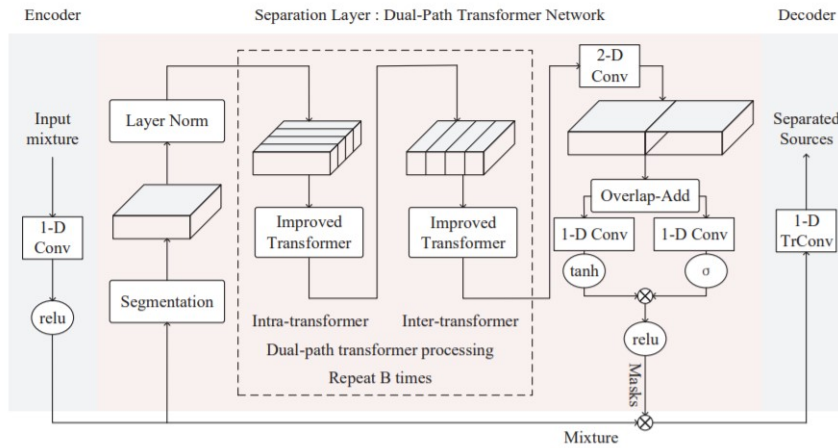 Encoder
Separation Layer : Dual-Path Transformer Network
Decoder
Input
mixture
1-D
Conv
relu
Layer Norm
Segmentation
Improved
Transformer
Intra-transformer
Improved
Transformer
Inter-transformer
Dual-path transformer processing
Repeat B times
2-D
Conv
Overlap-Add
1-D Conv
1-D Conv
tanh
σ
relu
Masks
Mixture
Separated
Sources
1-D
TrConv